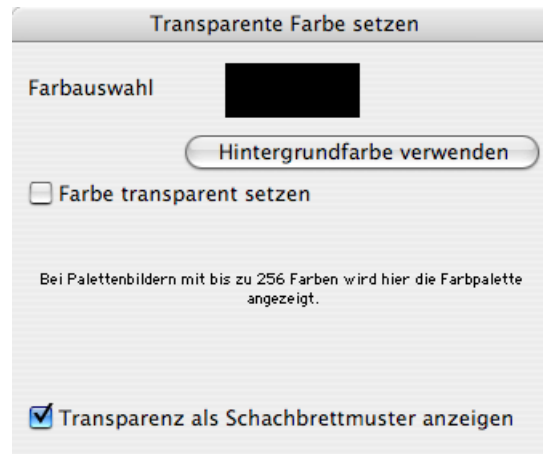 Transparente Farbe setzen
Farbauswahl
Hintergrundfarbe verwenden
Farbe transparent setzen
Bei Palettenbildern mit bis zu 256 Farben wird hier die Farbpalette
angezeigt.
Transparenz als Schachbrettmuster anzeigen